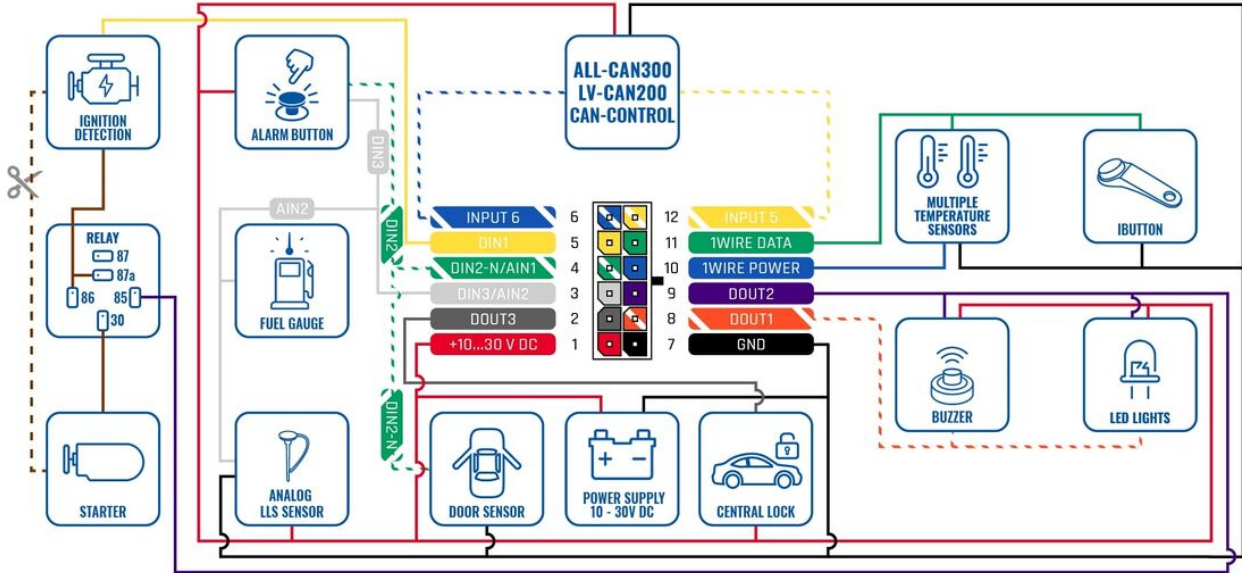 ALL-CAN300
LV-CAN200
CAN-CONTROL
IGNITION
DETECTION
ALARM BUTTON
DIN3
AIN2
DIN2
MULTIPLE
TEMPERATURE
SENSORS
IBUTTON
RELAY
87
87a
86
85
30
FUEL GAUGE
INPUT 6 6 12 INPUT 5
DIN1 5 11 1WIRE DATA
DIN2-N/AIN1 4 10 1WIRE POWER
DIN3/AIN2 3 9 DOUT2
DOUT3 2 8 DOUT1
+10...30 V DC 1 7 GND
BUZZER
LED LIGHTS
DIN2-N
STARTER
ANALOG
LLS SENSOR
DOOR SENSOR
+ −
POWER SUPPLY
10 - 30V DC
CENTRAL LOCK